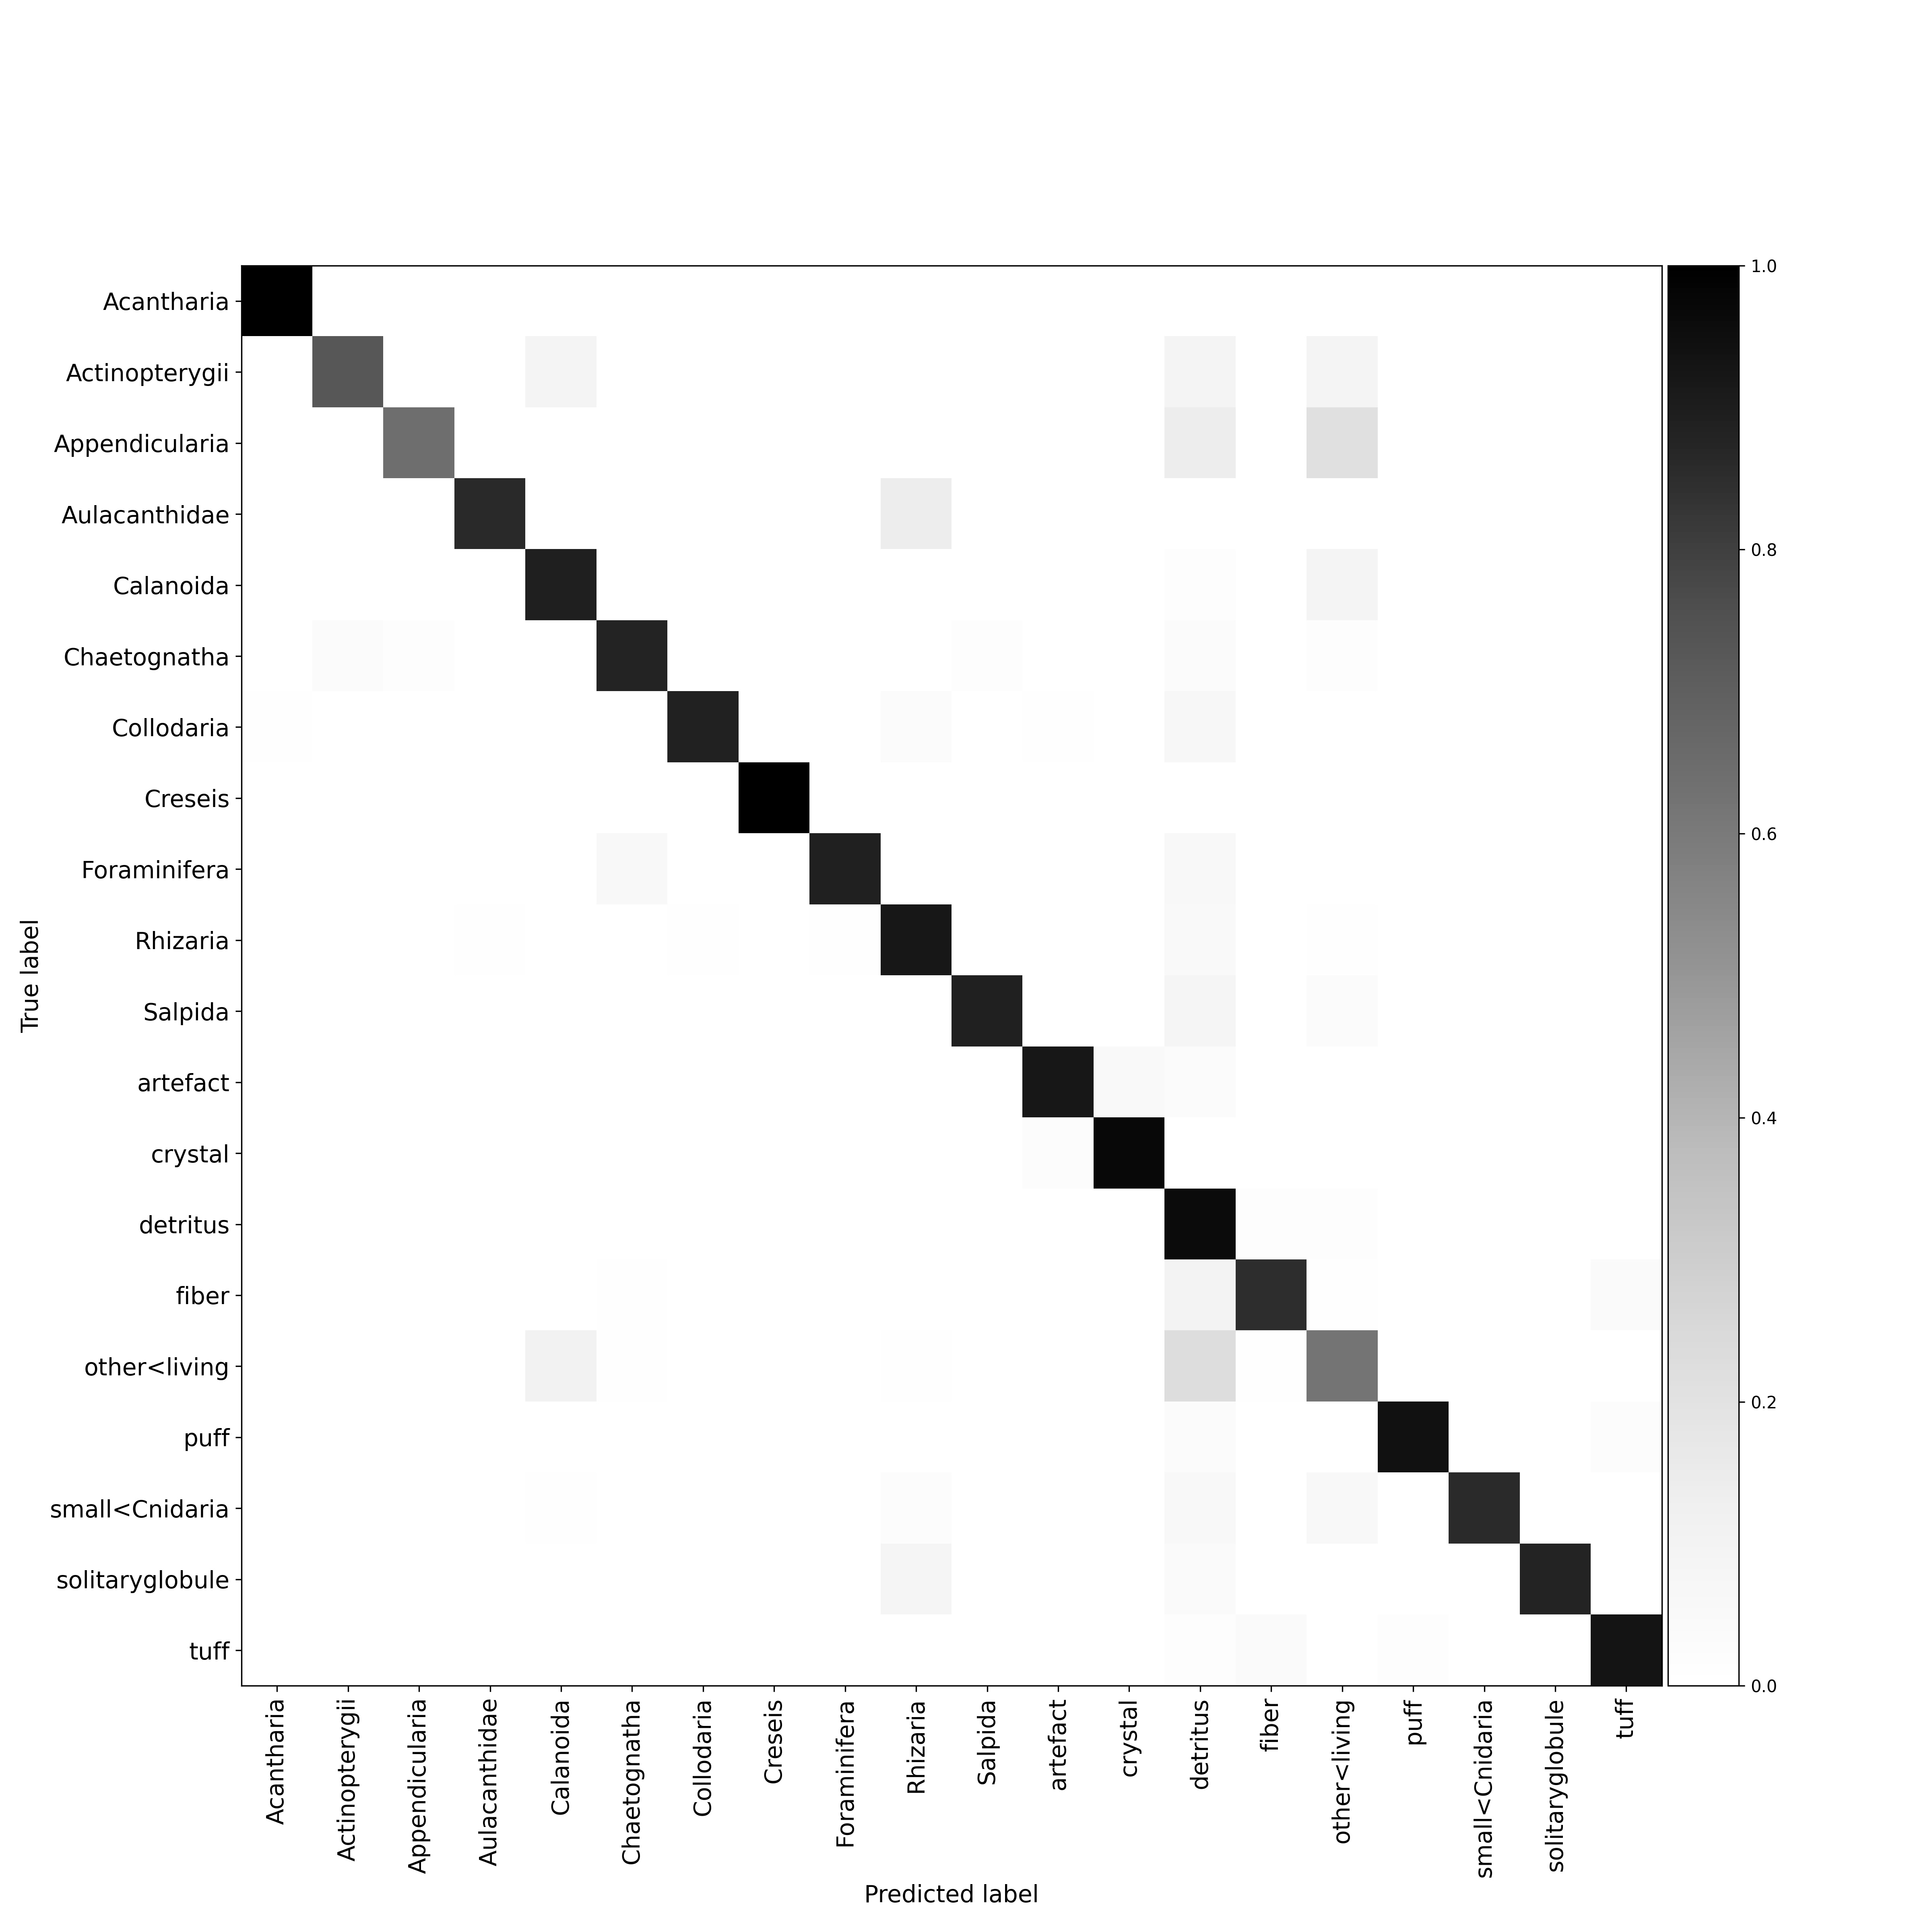 True label
Acantharia
Actinopterygii
Appendicularia
Aulacanthidae
Calanoida
Chaetognatha
Collodaria
Creseis
Foraminifera
Rhizaria
Salpida
artefact
crystal
detritus
fiber
other<living
puff
small<Cnidaria
solitaryglobule
tuff
1.0
0.8
0.6
0.4
0.2
0.0
Acantharia
Actinopterygii
Appendicularia
Aulacanthidae
Calanoida
Chaetognatha
Collodaria
Creseis
Foraminifera
Rhizaria
Salpida
artefact
crystal
detritus
fiber
other<living
puff
small<Cnidaria
solitaryglobule
tuff
Predicted label